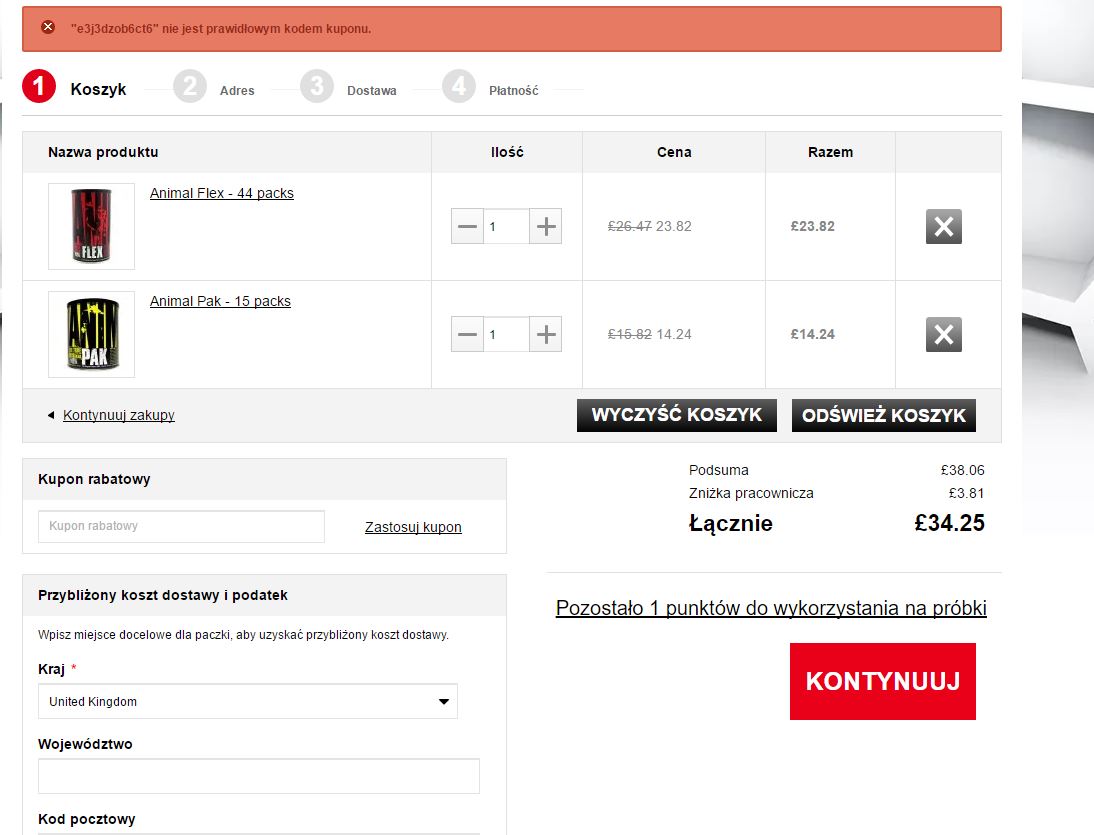 "e3j3dzob6ct6" nie jest prawidłowym kodem kuponu.
1 Koszyk 2 Adres 3 Dostawa 4 Płatność
Nazwa produktu Ilość Cena Razem
Animal Flex - 44 packs
FLEX
1 £26.47 23.82 £23.82
Animal Pak - 15 packs
PAK
1 £15.82 14.24 £14.24
Kontynuuj zakupy WYCZYŚĆ KOSZYK ODŚWIEŻ KOSZYK
Kupon rabatowy
Kupon rabatowy Zastosuj kupon
Podsuma £38.06
Zniżka pracownicza £3.81
Łącznie £34.25
Pozostało 1 punktów do wykorzystania na próbki
KONTYNUUJ
Przybliżony koszt dostawy i podatek
Wpisz miejsce docelowe dla paczki, aby uzyskać przybliżony koszt dostawy.
Kraj *
United Kingdom
Województwo
Kod pocztowy